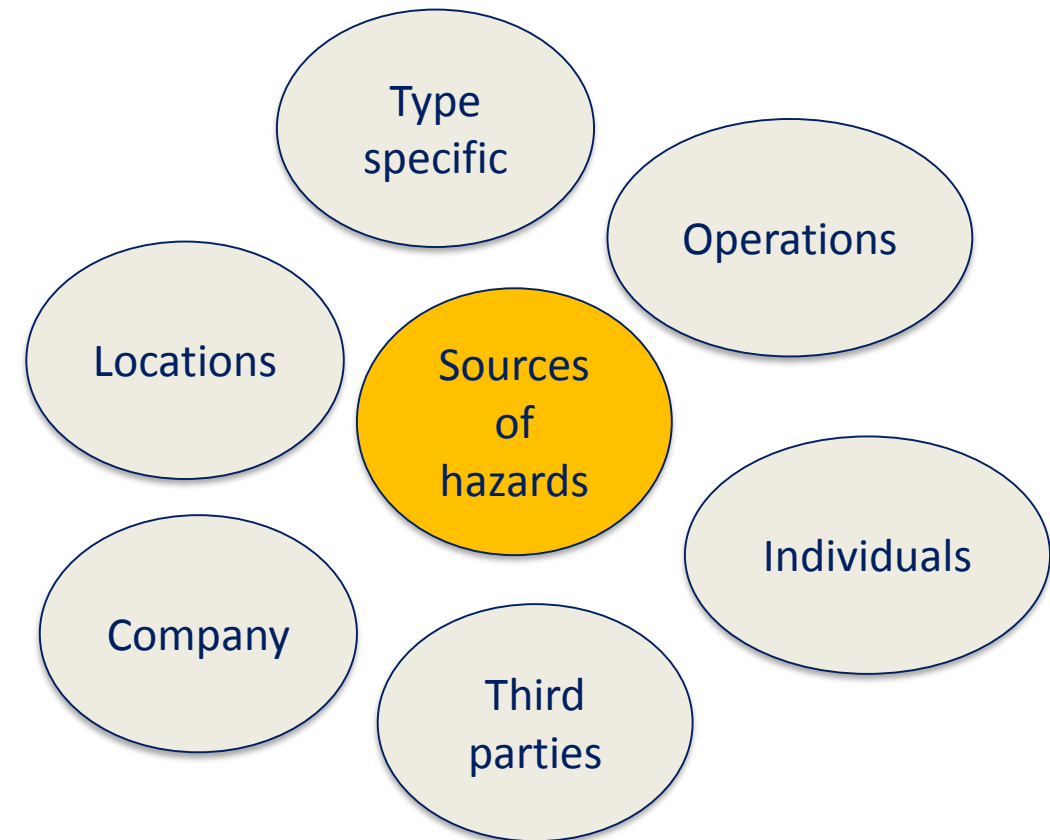 Type
specific
Operations
Locations
Sources
of
hazards
Individuals
Company
Third
parties